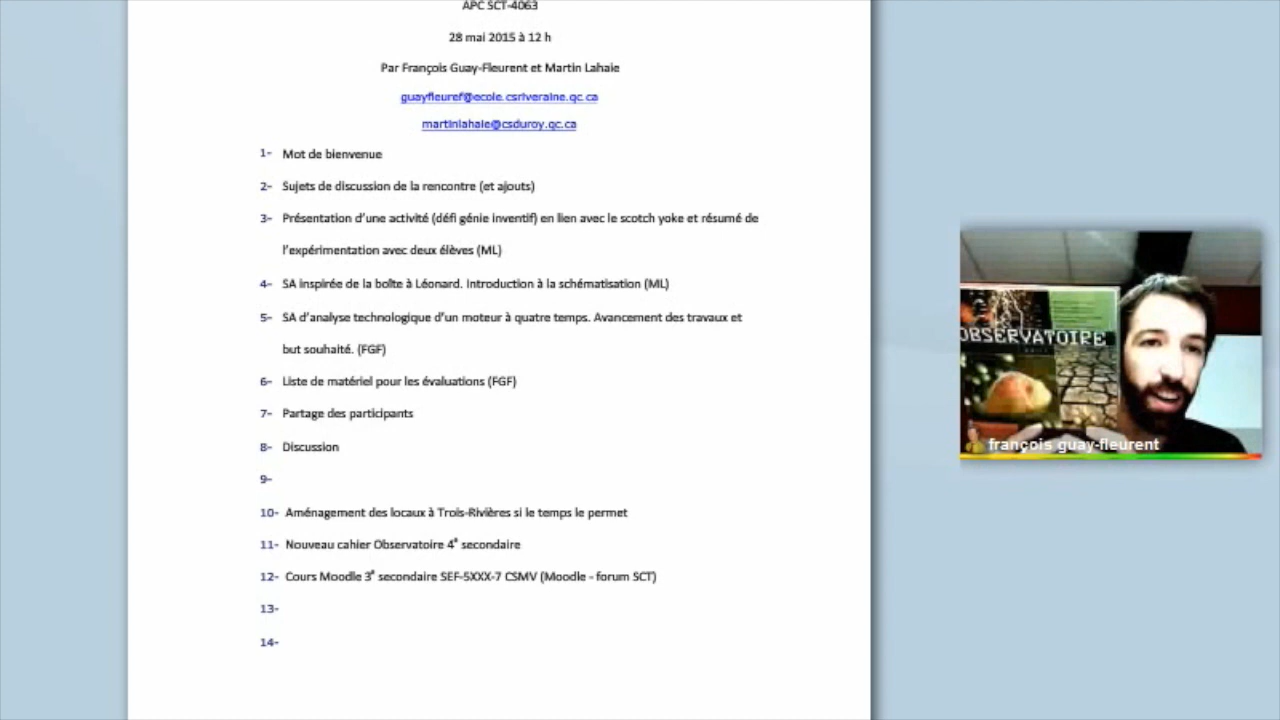 APC SCT-4063
28 mai 2015 à 12 h
Par François Guay-Fleurent et Martin Lahaie
guayfleuref@ecole.csriveraine.qc.ca
martinlahaie@csduroy.qc.ca
1- Mot de bienvenue
2- Sujets de discussion de la rencontre (et ajouts)
3- Présentation d'une activité (défi génie inventif) en lien avec le scotch yoke et résumé de
l'expérimentation avec deux élèves (ML)
4- SA inspirée de la boîte à Léonard. Introduction à la schématisation (ML)
5- SA d'analyse technologique d'un moteur à quatre temps. Avancement des travaux et
but souhaité. (FGF)
6- Liste de matériel pour les évaluations (FGF)
7- Partage des participants
8- Discussion
9-
10- Aménagement des locaux à Trois-Rivières si le temps le permet
11- Nouveau cahier Observatoire 4e secondaire
12- Cours Moodle 3e secondaire SEF-5XXX-7 CSMV (Moodle - forum SCT)
13-
14-
OBSERVATOIRE
françois guay-fleurent